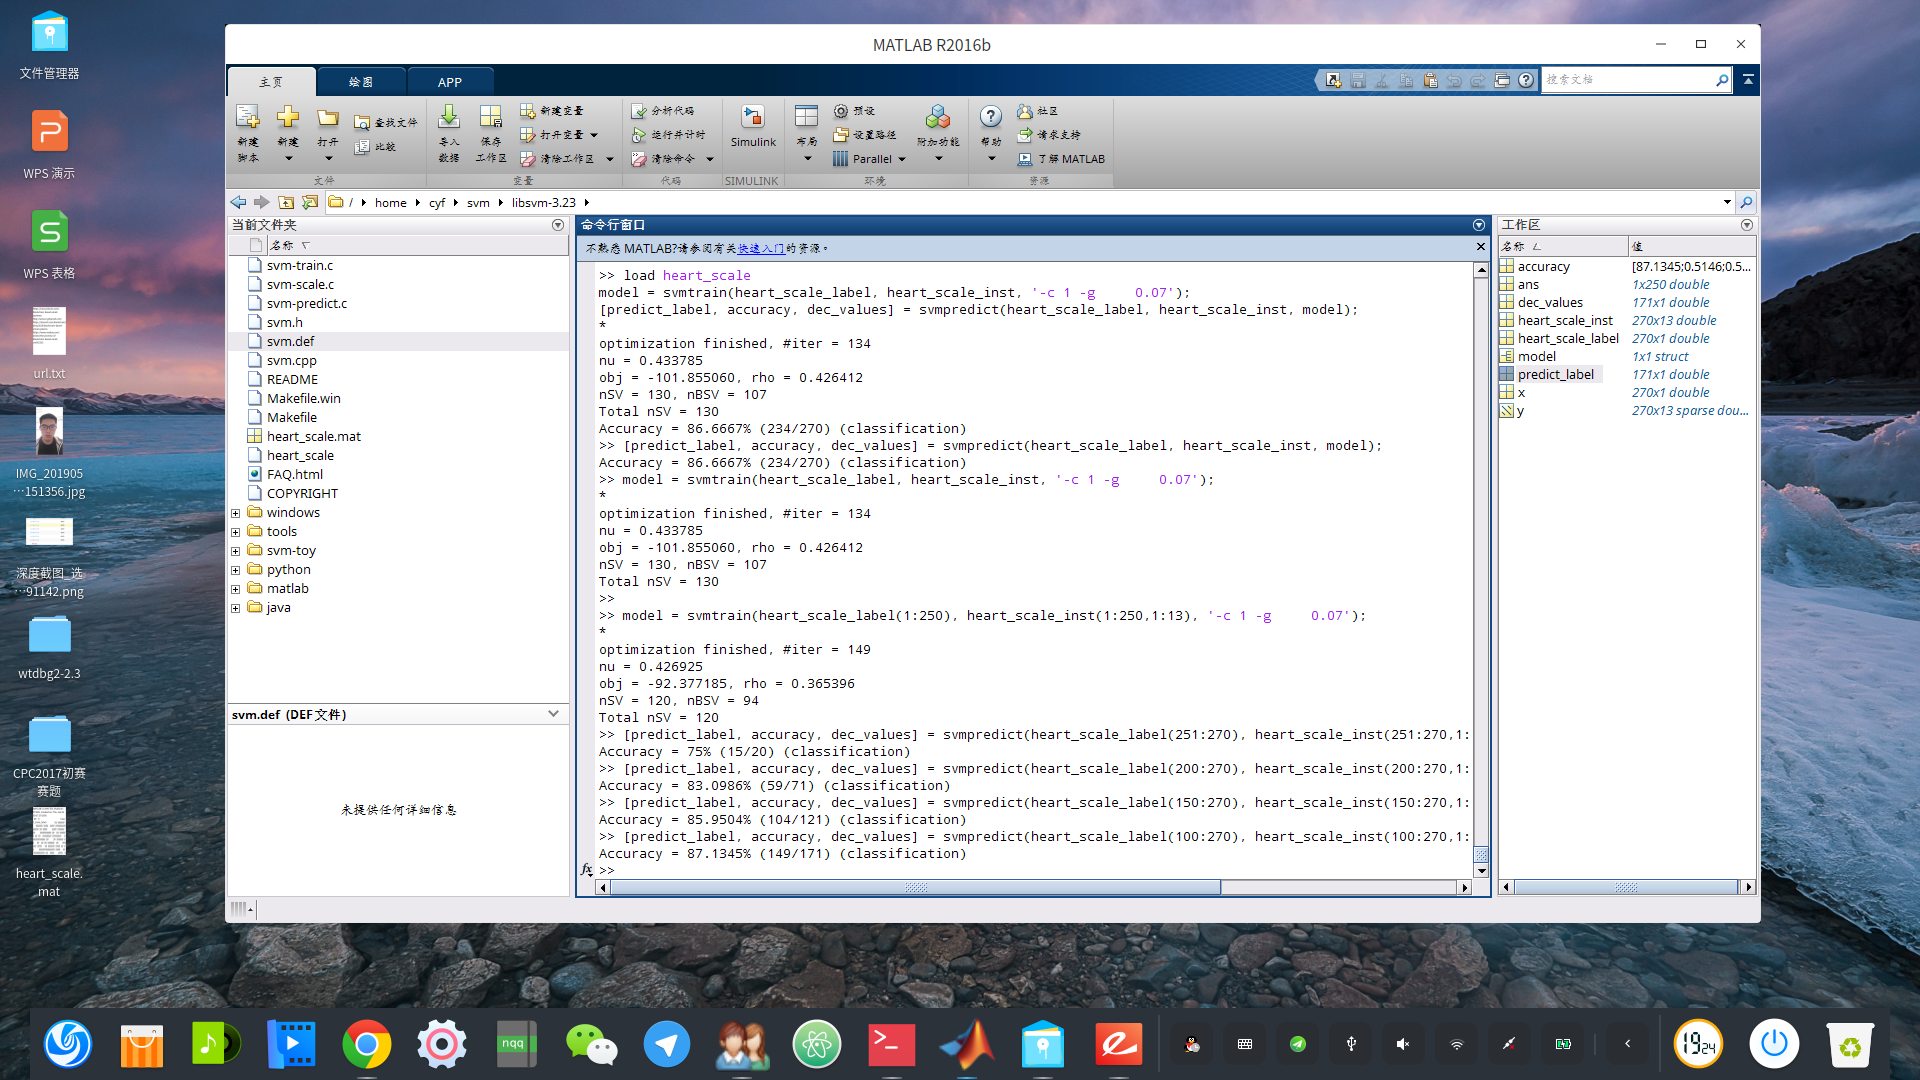 文件管理器
WPS 演示
WPS 表格
url.txt
IMG_201905
…151356.jpg
深度截图_选
…91142.png
wtdbg2-2.3
CPC2017初赛
赛题
heart_scale.
mat
MATLAB R2016b
主页
绘图
APP
搜索文档
新建
脚本
新建
打开
查找文件
比较
导入
数据
保存
工作区
新建变量
打开变量
清除工作区
分析代码
运行并计时
清除命令
Simulink
布局
预设
设置路径
Parallel
附加功能
帮助
社区
请求支持
了解 MATLAB
文件
变量
代码
SIMULINK
环境
资源
/ home cyf svm libsvm-3.23
当前文件夹
名称
svm-train.c
svm-scale.c
svm-predict.c
svm.h
svm.def
svm.cpp
README
Makefile.win
Makefile
heart_scale.mat
heart_scale
FAQ.html
COPYRIGHT
windows
tools
svm-toy
python
matlab
java
svm.def (DEF 文件)
未提供任何详细信息
命令行窗口
不熟悉 MATLAB?请参阅有关快速入门的资源。
>> load heart_scale
model = svmtrain(heart_scale_label, heart_scale_inst, '-c 1 -g     0.07');
[predict_label, accuracy, dec_values] = svmpredict(heart_scale_label, heart_scale_inst, model);
*
optimization finished, #iter = 134
nu = 0.433785
obj = -101.855060, rho = 0.426412
nSV = 130, nBSV = 107
Total nSV = 130
Accuracy = 86.6667% (234/270) (classification)
>> [predict_label, accuracy, dec_values] = svmpredict(heart_scale_label, heart_scale_inst, model);
Accuracy = 86.6667% (234/270) (classification)
>> model = svmtrain(heart_scale_label, heart_scale_inst, '-c 1 -g     0.07');
*
optimization finished, #iter = 134
nu = 0.433785
obj = -101.855060, rho = 0.426412
nSV = 130, nBSV = 107
Total nSV = 130
>>
>> model = svmtrain(heart_scale_label(1:250), heart_scale_inst(1:250,1:13), '-c 1 -g     0.07');
*
optimization finished, #iter = 149
nu = 0.426925
obj = -92.377185, rho = 0.365396
nSV = 120, nBSV = 94
Total nSV = 120
>> [predict_label, accuracy, dec_values] = svmpredict(heart_scale_label(251:270), heart_scale_inst(251:270,1:
Accuracy = 75% (15/20) (classification)
>> [predict_label, accuracy, dec_values] = svmpredict(heart_scale_label(200:270), heart_scale_inst(200:270,1:
Accuracy = 83.0986% (59/71) (classification)
>> [predict_label, accuracy, dec_values] = svmpredict(heart_scale_label(150:270), heart_scale_inst(150:270,1:
Accuracy = 85.9504% (104/121) (classification)
>> [predict_label, accuracy, dec_values] = svmpredict(heart_scale_label(100:270), heart_scale_inst(100:270,1:
Accuracy = 87.1345% (149/171) (classification)
fx >>
工作区
名称 值
accuracy [87.1345;0.5146;0.5...
ans 1x250 double
dec_values 171x1 double
heart_scale_inst 270x13 double
heart_scale_label 270x1 double
model 1x1 struct
predict_label 171x1 double
x 270x1 double
y 270x13 sparse dou...
nqq
19 24